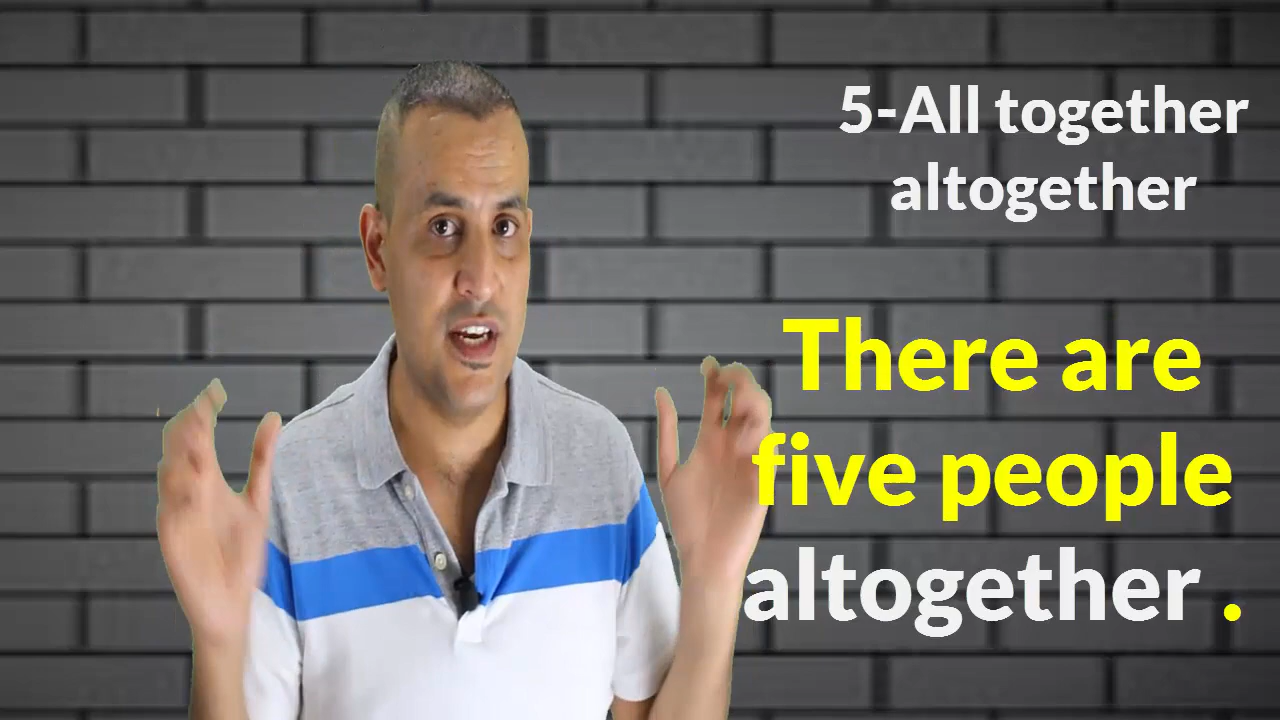 5-All together
altogether
There are
five people
altogether .